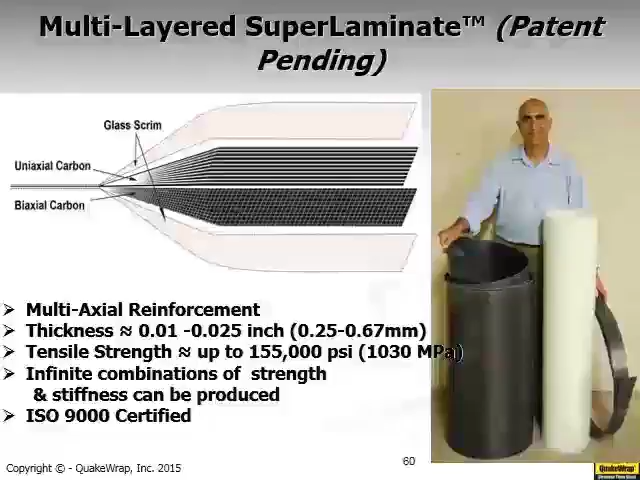 Multi-Layered SuperLaminate™ (Patent
Pending)
Glass Scrim
Uniaxial Carbon
Biaxial Carbon
➢ Multi-Axial Reinforcement
➢ Thickness ≈ 0.01 -0.025 inch (0.25-0.67mm)
➢ Tensile Strength ≈ up to 155,000 psi (1030 MPa)
➢ Infinite combinations of strength
& stiffness can be produced
➢ ISO 9000 Certified
Copyright © - QuakeWrap, Inc. 2015
60
QuakeWrap